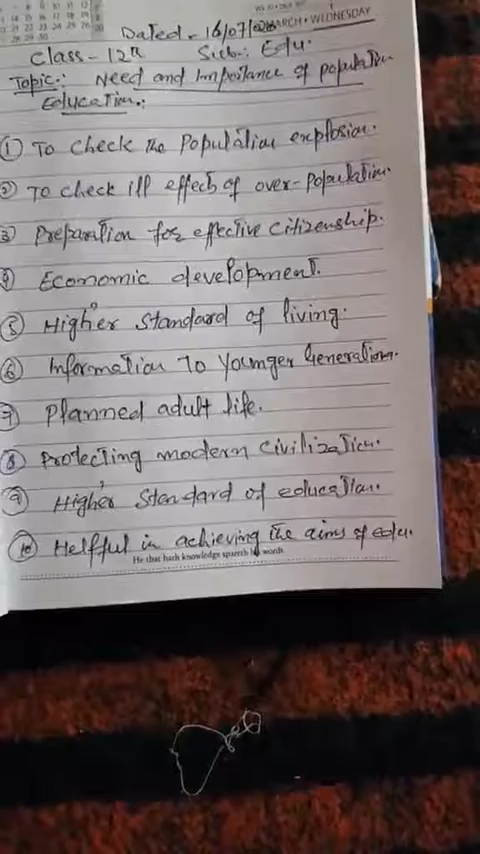 MARCH • WEDNESDAY
Dated - 16/07/
Class - 12th Sub:. Edu.
Topic:. Need and Importance of population
Education.:
① To check the Population explosion.
② To check ill effects of over-population.
③ Preparation for effective citizenship.
④ Economic development.
⑤ Higher standard of living.
⑥ Information To Younger Generation.
⑦ Planned adult life.
⑧ Protecting modern civilization.
⑨ Higher Standard of education.
⑩ Helpful in achieving the aims of edu.
He that hath knowledge spareth his words